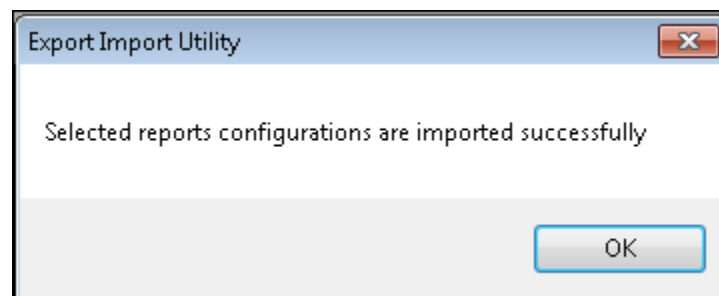 Export Import Utility
Selected reports configurations are imported successfully
OK